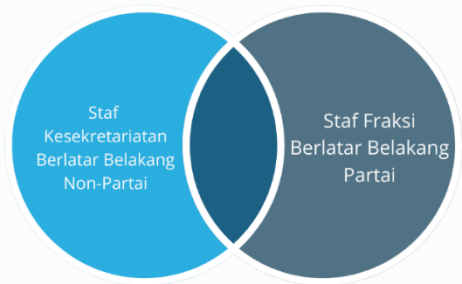 Staf
Kesekretariatan
Berlatar Belakang
Non-Partai
Staf Fraksi
Berlatar Belakang
Partai